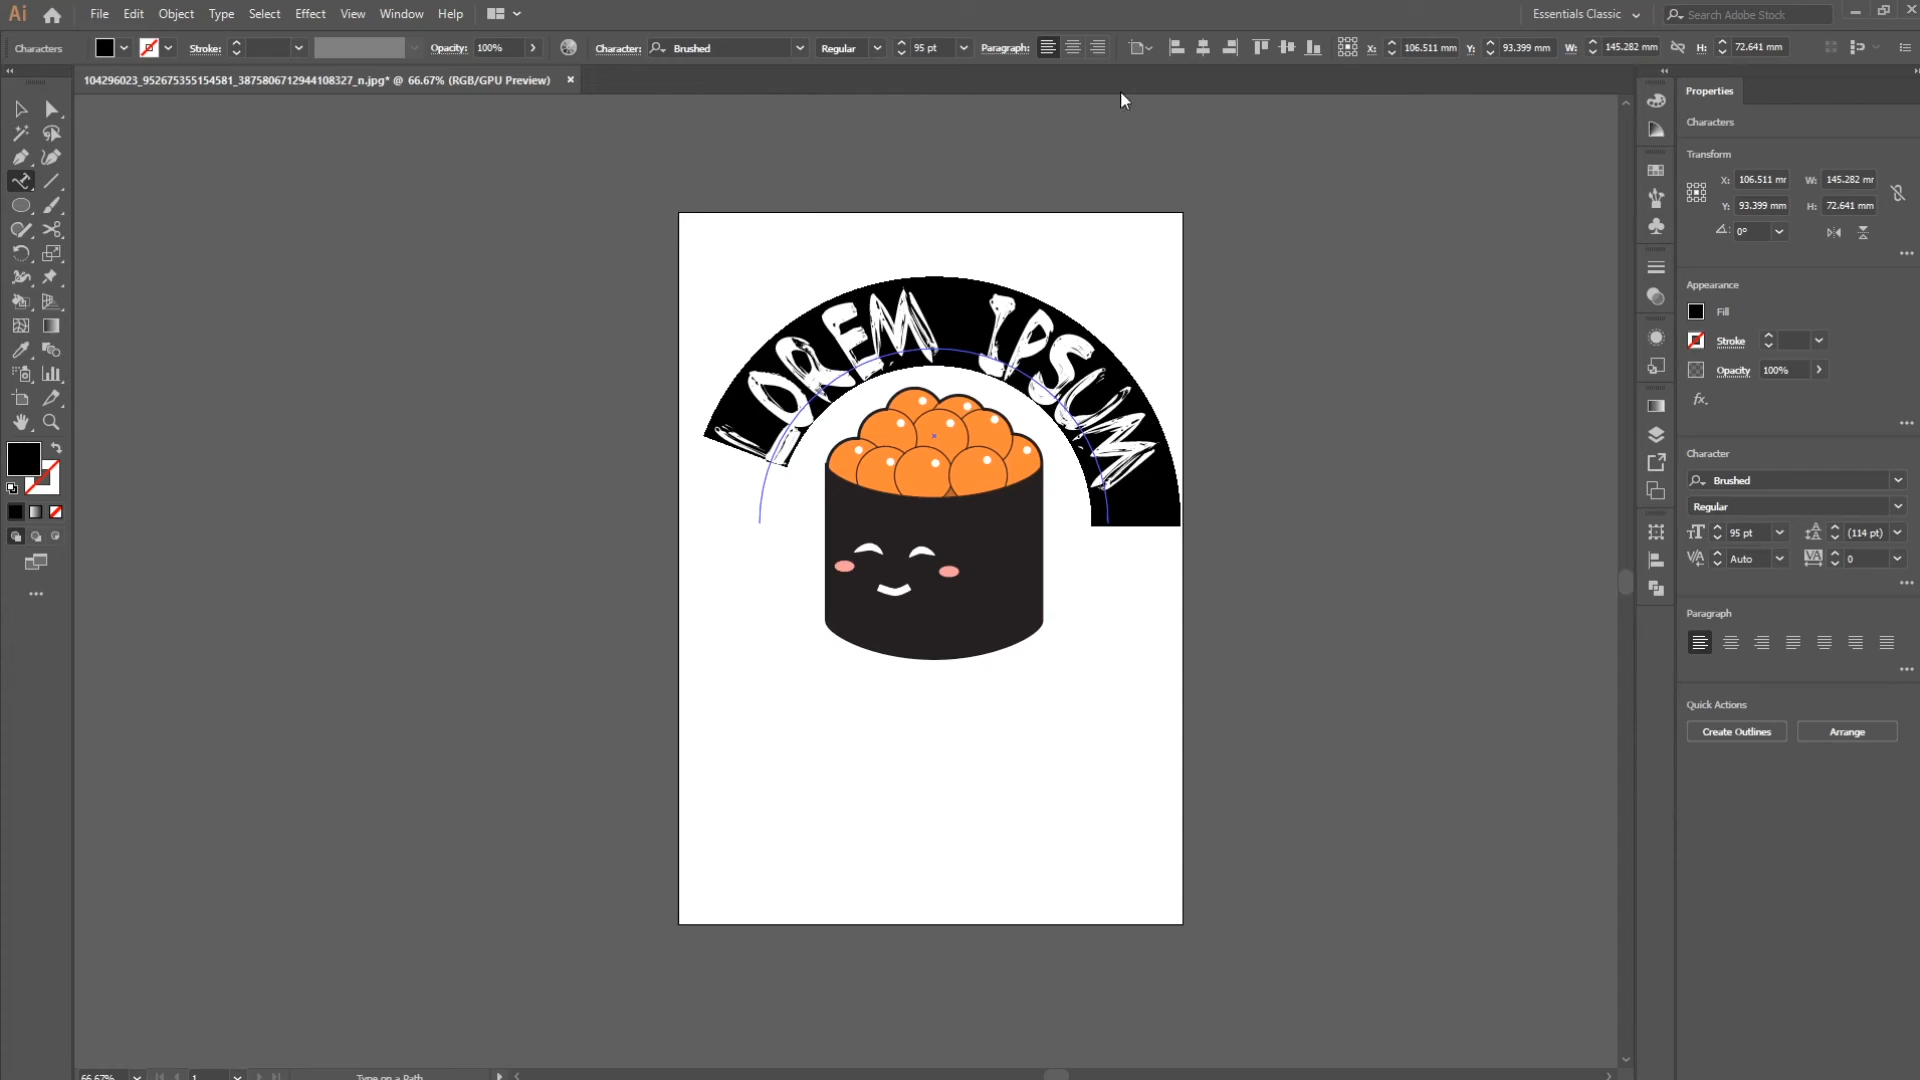 Ai File Edit Object Type Select Effect View Window Help Essentials Classic Search Adobe Stock
Characters Stroke: Opacity: 100% Character: Brushed Regular 95 pt Paragraph: X: 106.511 mm Y: 93.399 mm W: 145.282 mm H: 72.641 mm
104296023_952675355154581_3875806712944108327_n.jpg* @ 66.67% (RGB/GPU Preview)
LOREM IPSUM
Properties
Characters
Transform
X: 106.511 mr W: 145.282 mr
Y: 93.399 mm H: 72.641 mm
0°
Appearance
Fill
Stroke
Opacity 100%
fx
Character
Brushed
Regular
95 pt (114 pt)
Auto 0
Paragraph
Quick Actions
Create Outlines Arrange
66.67% 1 Type on a Path